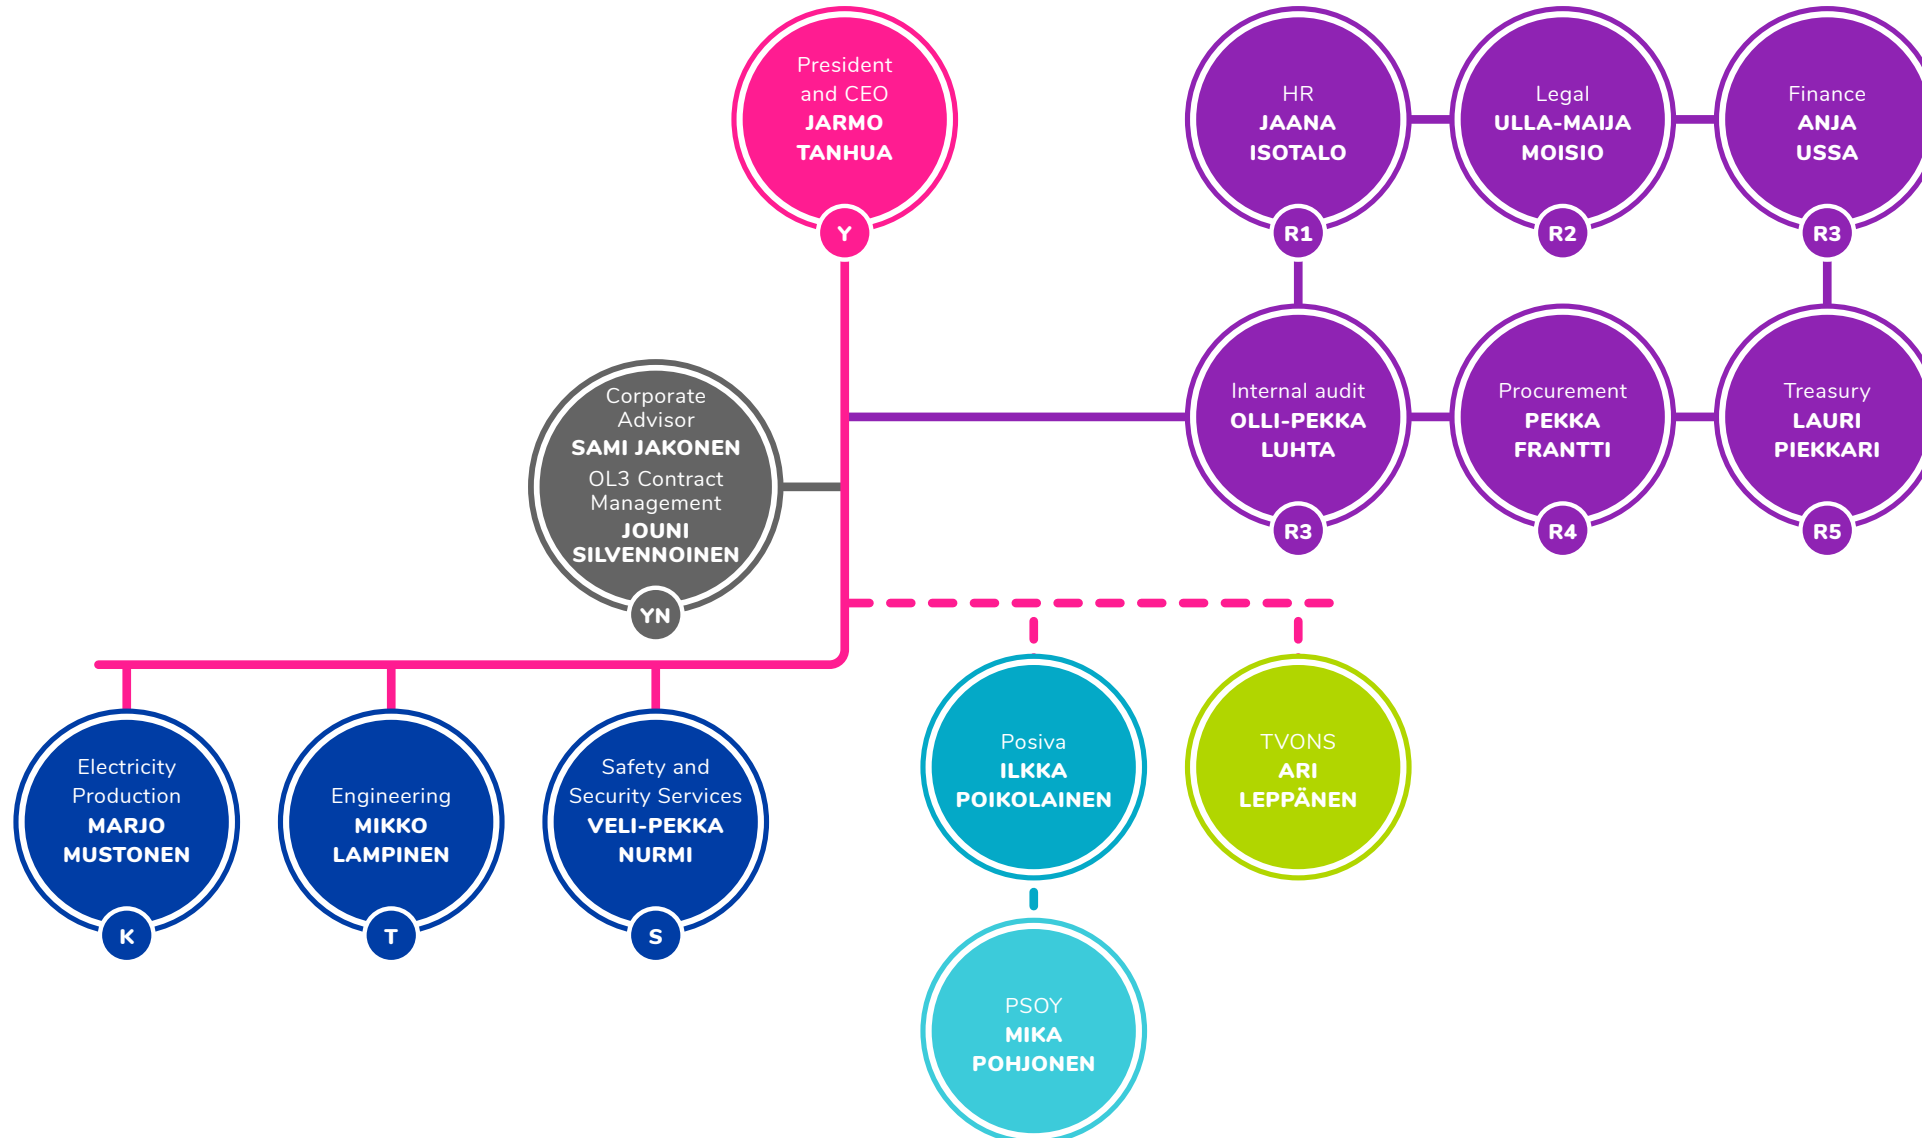 President
and CEO
JARMO
TANHUA
Y
HR
JAANA
ISOTALO
R1
Legal
ULLA-MAIJA
MOISIO
R2
Finance
ANJA
USSA
R3
Corporate
Advisor
SAMI JAKONEN
OL3 Contract
Management
JOUNI
SILVENNOINEN
YN
Internal audit
OLLI-PEKKA
LUHTA
R3
Procurement
PEKKA
FRANTTI
R4
Treasury
LAURI
PIEKKARI
R5
Electricity
Production
MARJO
MUSTONEN
K
Engineering
MIKKO
LAMPINEN
T
Safety and
Security Services
VELI-PEKKA
NURMI
S
Posiva
ILKKA
POIKOLAINEN
TVONS
ARI
LEPPÄNEN
PSOY
MIKA
POHJONEN